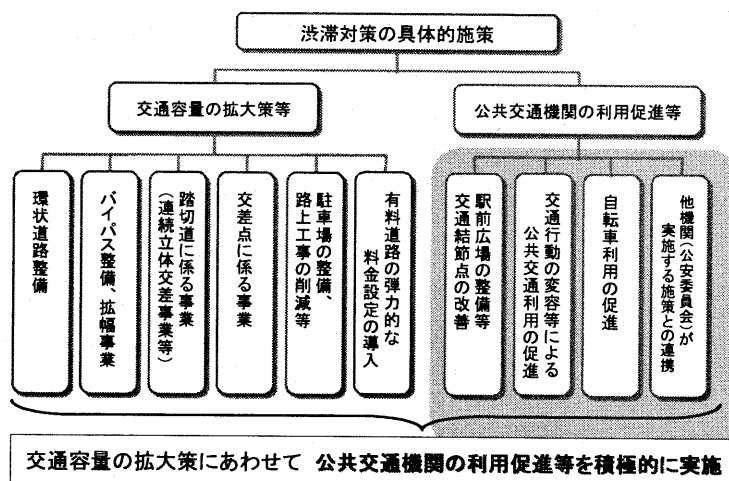 渋滞対策の具体的施策
交通容量の拡大策等
公共交通機関の利用促進等
環状道路整備
バイパス整備、拡幅事業
踏切道に係る事業
(連続立体交差事業等)
交差点に係る事業
駐車場の整備、
路上工事の削減等
有料道路の弾力的な
料金設定の導入
駅前広場の整備等
交通結節点の改善
交通行動の変容等による
公共交通利用の促進
自転車利用の促進
他機関(公安委員会)が
実施する施策との連携
交通容量の拡大策にあわせて 公共交通機関の利用促進等を積極的に実施